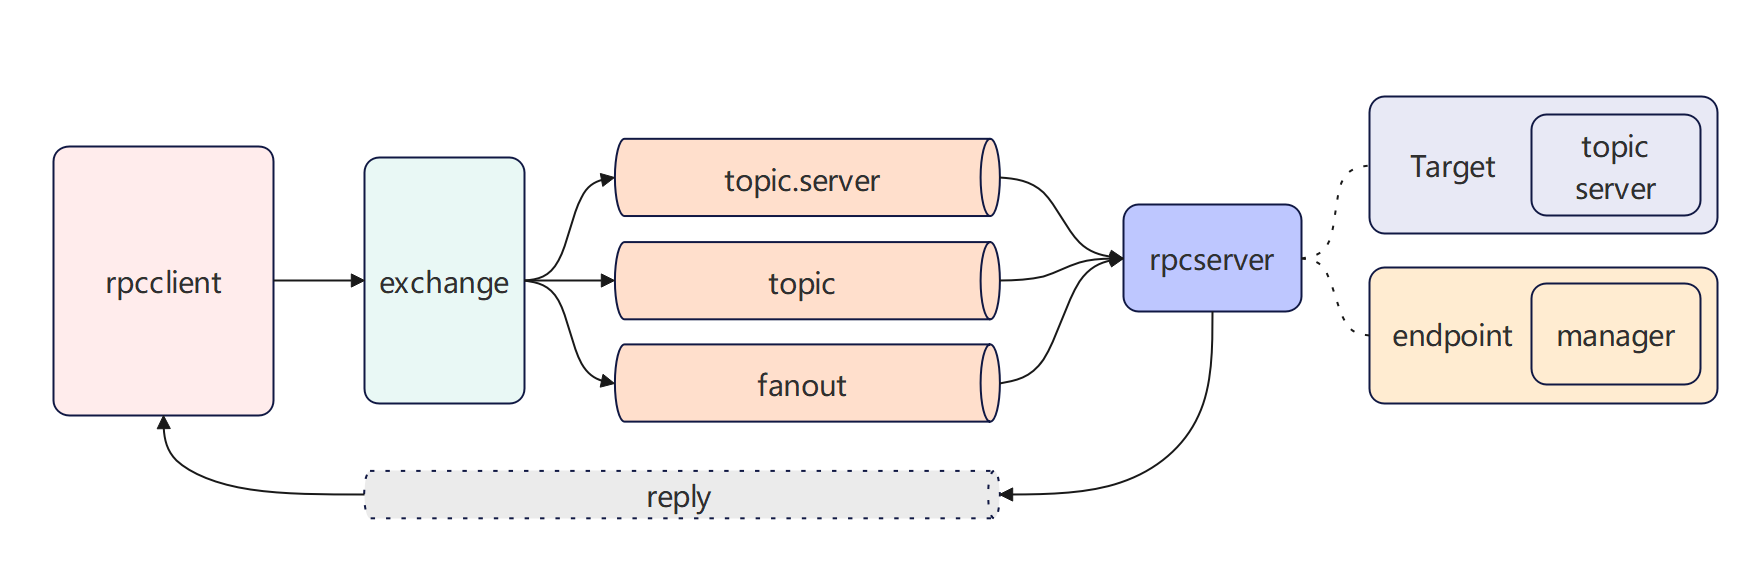 rpcclient
exchange
topic.server
topic
fanout
reply
rpcserver
Target
topic
server
endpoint
manager